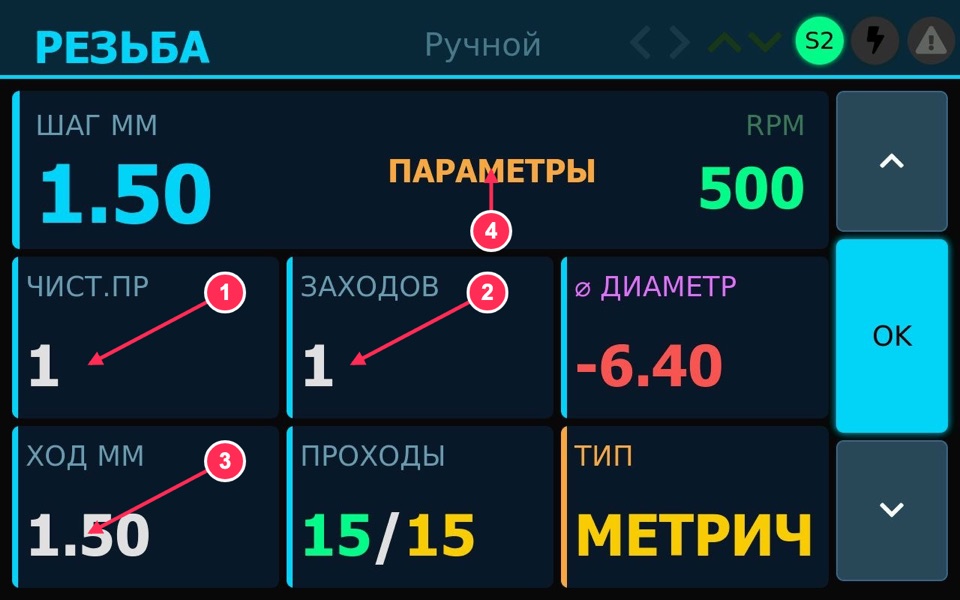 РЕЗЬБА
Ручной
S2
ШАГ ММ
1.50
ПАРАМЕТРЫ
RPM
500
4
ЧИСТ.ПР
1
1
ЗАХОДОВ
2
1
⌀ ДИАМЕТР
-6.40
OK
ХОД ММ
3
1.50
ПРОХОДЫ
15/15
ТИП
МЕТРИЧ